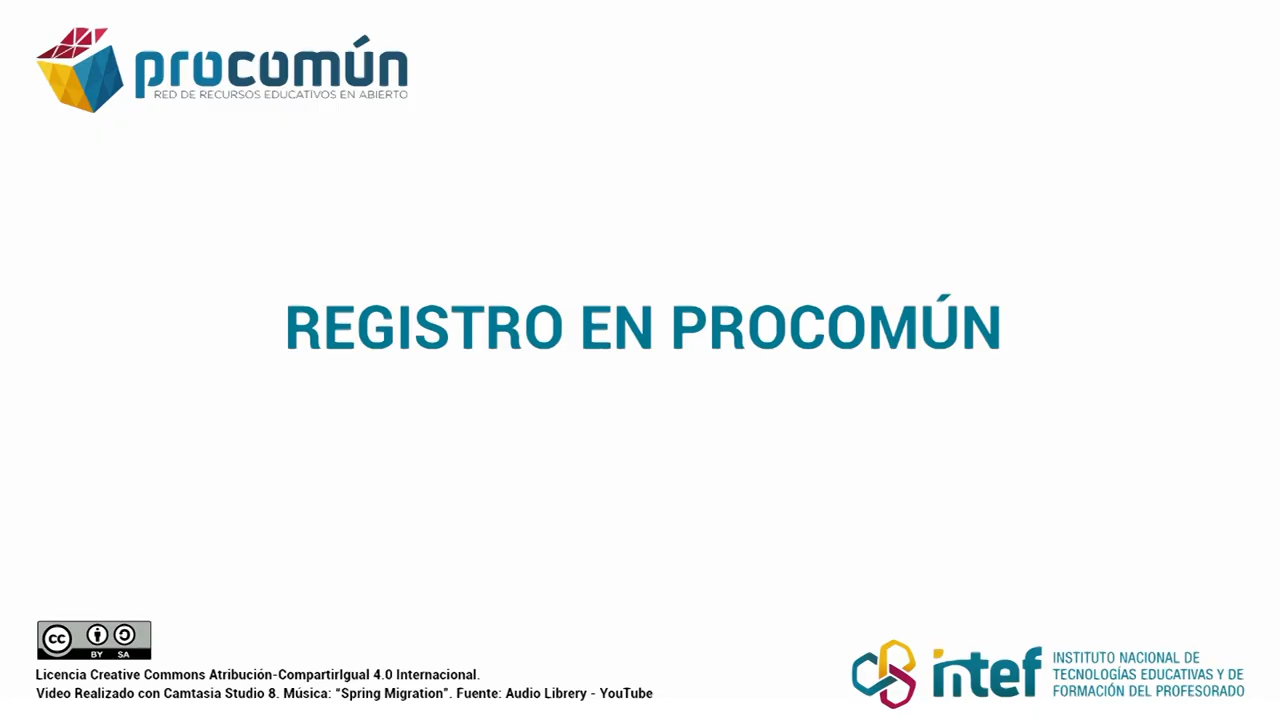 procomún
RED DE RECURSOS EDUCATIVOS EN ABIERTO
REGISTRO EN PROCOMÚN
cc
BY SA
Licencia Creative Commons Atribución-CompartirIgual 4.0 Internacional.
Video Realizado con Camtasia Studio 8. Música: “Spring Migration”. Fuente: Audio Librery - YouTube
intef
INSTITUTO NACIONAL DE
TECNOLOGÍAS EDUCATIVAS Y DE
FORMACIÓN DEL PROFESORADO